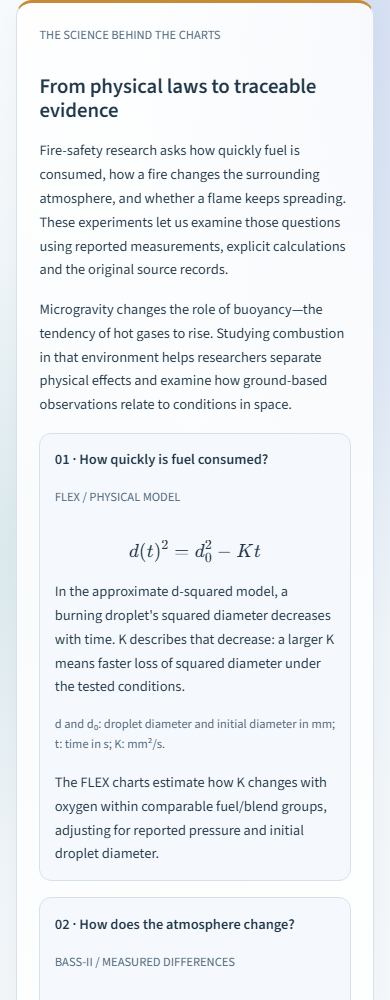 THE SCIENCE BEHIND THE CHARTS
From physical laws to traceable
evidence
Fire-safety research asks how quickly fuel is
consumed, how a fire changes the surrounding
atmosphere, and whether a flame keeps spreading.
These experiments let us examine those questions
using reported measurements, explicit calculations
and the original source records.
Microgravity changes the role of buoyancy—the
tendency of hot gases to rise. Studying combustion
in that environment helps researchers separate
physical effects and examine how ground-based
observations relate to conditions in space.
01 · How quickly is fuel consumed?
FLEX / PHYSICAL MODEL
d(t)² = d₀² − Kt
In the approximate d-squared model, a
burning droplet's squared diameter decreases
with time. K describes that decrease: a larger K
means faster loss of squared diameter under
the tested conditions.
d and d₀: droplet diameter and initial diameter in mm;
t: time in s; K: mm²/s.
The FLEX charts estimate how K changes with
oxygen within comparable fuel/blend groups,
adjusting for reported pressure and initial
droplet diameter.
02 · How does the atmosphere change?
BASS-II / MEASURED DIFFERENCES